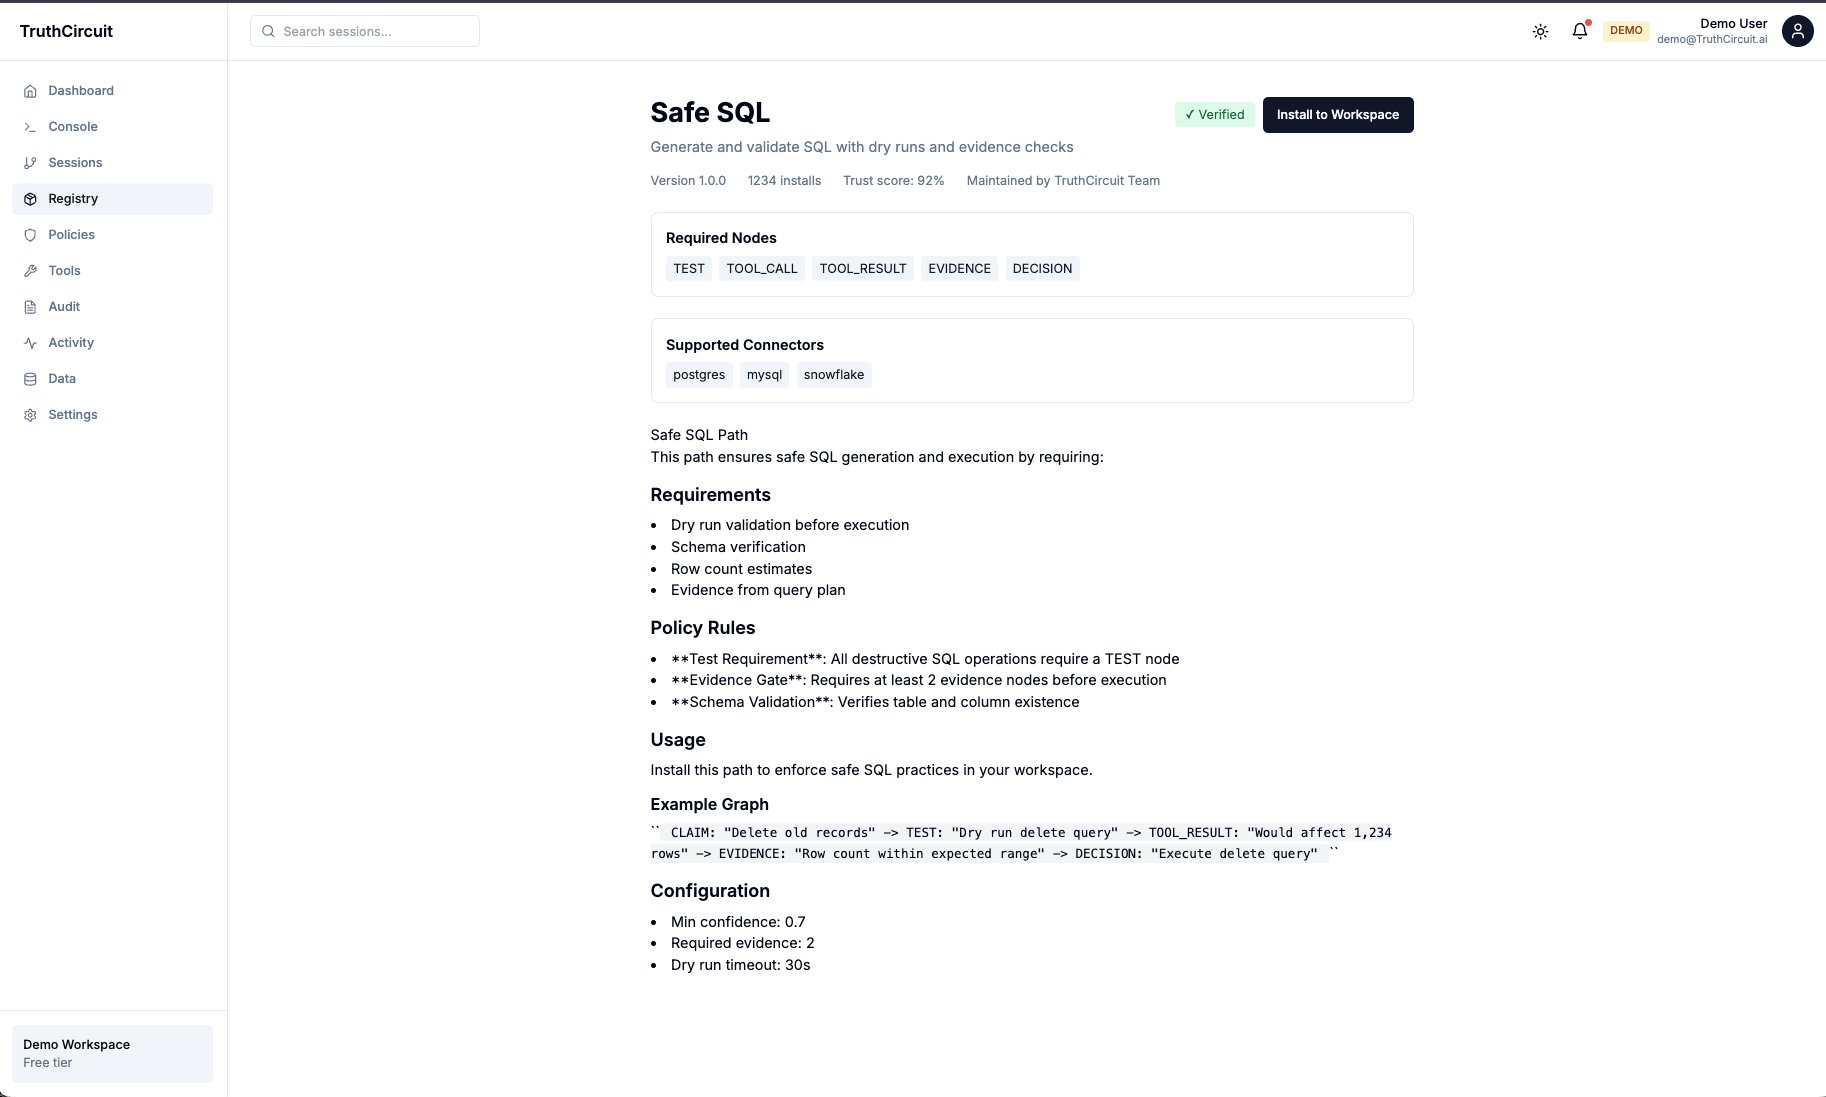 TruthCircuit
Search sessions...
DEMO
Demo User
demo@TruthCircuit.ai
Dashboard
Console
Sessions
Registry
Policies
Tools
Audit
Activity
Data
Settings
Demo Workspace
Free tier
Safe SQL
✓ Verified
Install to Workspace
Generate and validate SQL with dry runs and evidence checks
Version 1.0.0 1234 installs Trust score: 92% Maintained by TruthCircuit Team
Required Nodes
TEST TOOL_CALL TOOL_RESULT EVIDENCE DECISION
Supported Connectors
postgres mysql snowflake
Safe SQL Path
This path ensures safe SQL generation and execution by requiring:
Requirements
• Dry run validation before execution
• Schema verification
• Row count estimates
• Evidence from query plan
Policy Rules
• **Test Requirement**: All destructive SQL operations require a TEST node
• **Evidence Gate**: Requires at least 2 evidence nodes before execution
• **Schema Validation**: Verifies table and column existence
Usage
Install this path to enforce safe SQL practices in your workspace.
Example Graph
`` CLAIM: "Delete old records" -> TEST: "Dry run delete query" -> TOOL_RESULT: "Would affect 1,234
rows" -> EVIDENCE: "Row count within expected range" -> DECISION: "Execute delete query" ``
Configuration
• Min confidence: 0.7
• Required evidence: 2
• Dry run timeout: 30s